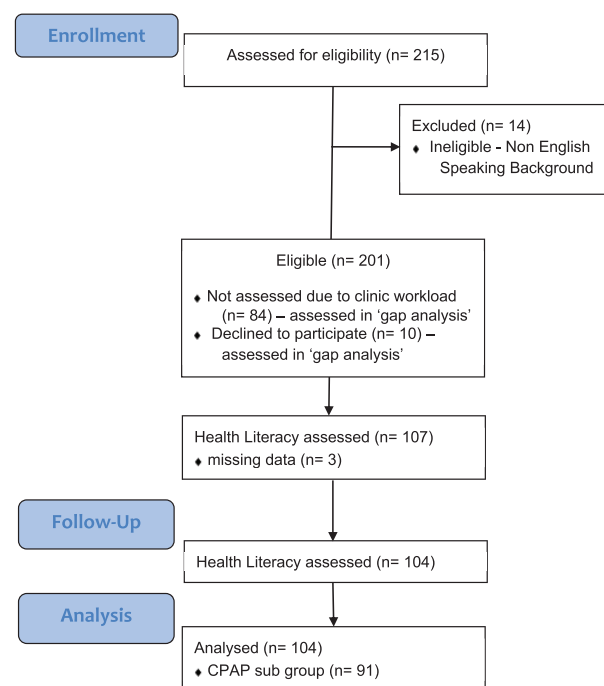 Enrollment
Assessed for eligibility (n= 215)
Excluded (n= 14)
♦ Ineligible - Non English
Speaking Background
Eligible (n= 201)
♦ Not assessed due to clinic workload
(n= 84) – assessed in ‘gap analysis’
♦ Declined to participate (n= 10) –
assessed in ‘gap analysis’
Health Literacy assessed (n= 107)
♦ missing data (n= 3)
Follow-Up
Health Literacy assessed (n= 104)
Analysis
Analysed (n= 104)
♦ CPAP sub group (n= 91)